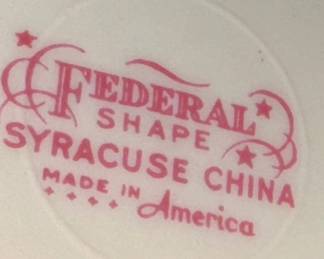 FEDERAL
SHAPE
SYRACUSE CHINA
MADE IN America